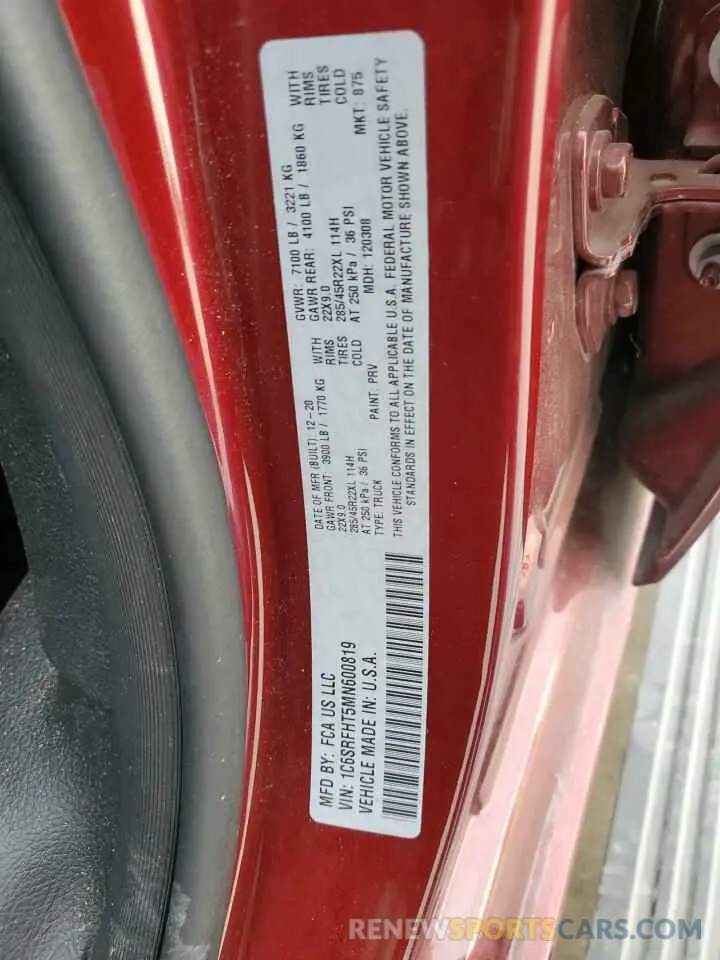 MFD BY: FCA US LLC
DATE OF MFR (BUILT): 12-20
GVWR: 7100 LB / 3221 KG
GAWR FRONT: 3900 LB / 1770 KG WITH
GAWR REAR: 4100 LB / 1860 KG WITH
22X9.0 RIMS
22X9.0 RIMS
285/45R22XL 114H TIRES
285/45R22XL 114H TIRES
AT 250 kPa / 36 PSI COLD
AT 250 kPa / 36 PSI COLD
VIN: 1C6SRFHT5MN600819
TYPE: TRUCK PAINT: PRV MDH: 120308 MKT: 875
VEHICLE MADE IN: U.S.A.
THIS VEHICLE CONFORMS TO ALL APPLICABLE U.S.A. FEDERAL MOTOR VEHICLE SAFETY
STANDARDS IN EFFECT ON THE DATE OF MANUFACTURE SHOWN ABOVE.
RENEWSPORTSCARS.COM